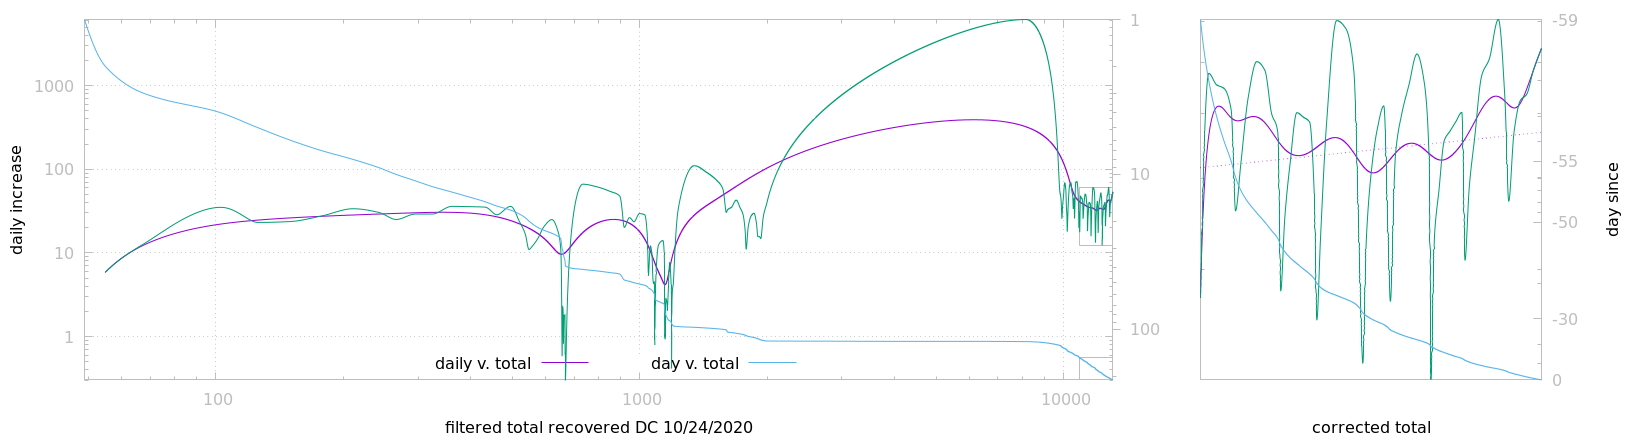 1000
100
10
1
daily increase
daily v. total
day v. total
100
1000
10000
filtered total recovered DC 10/24/2020
1
10
100
-59
-55
-50
-30
0
day since
corrected total